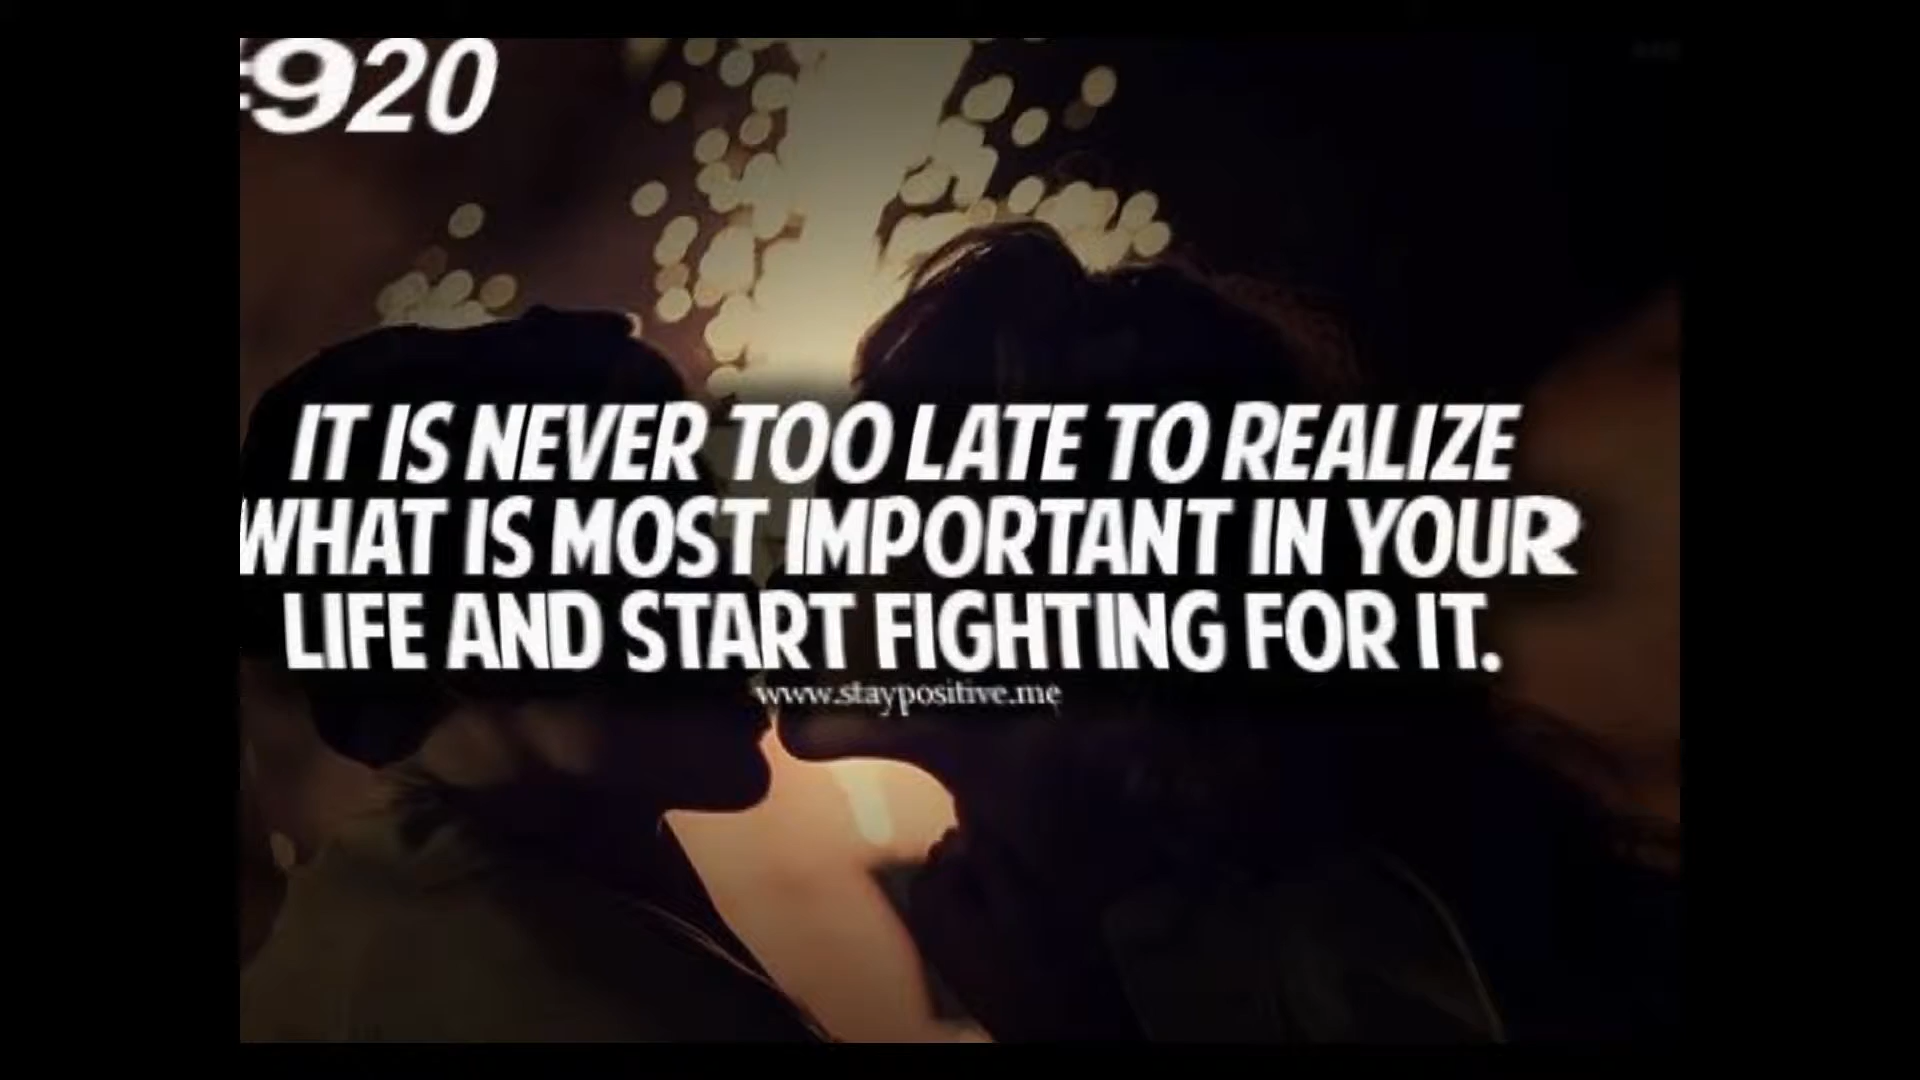 #920
IT IS NEVER TOO LATE TO REALIZE
WHAT IS MOST IMPORTANT IN YOUR
LIFE AND START FIGHTING FOR IT.
www.staypositive.me